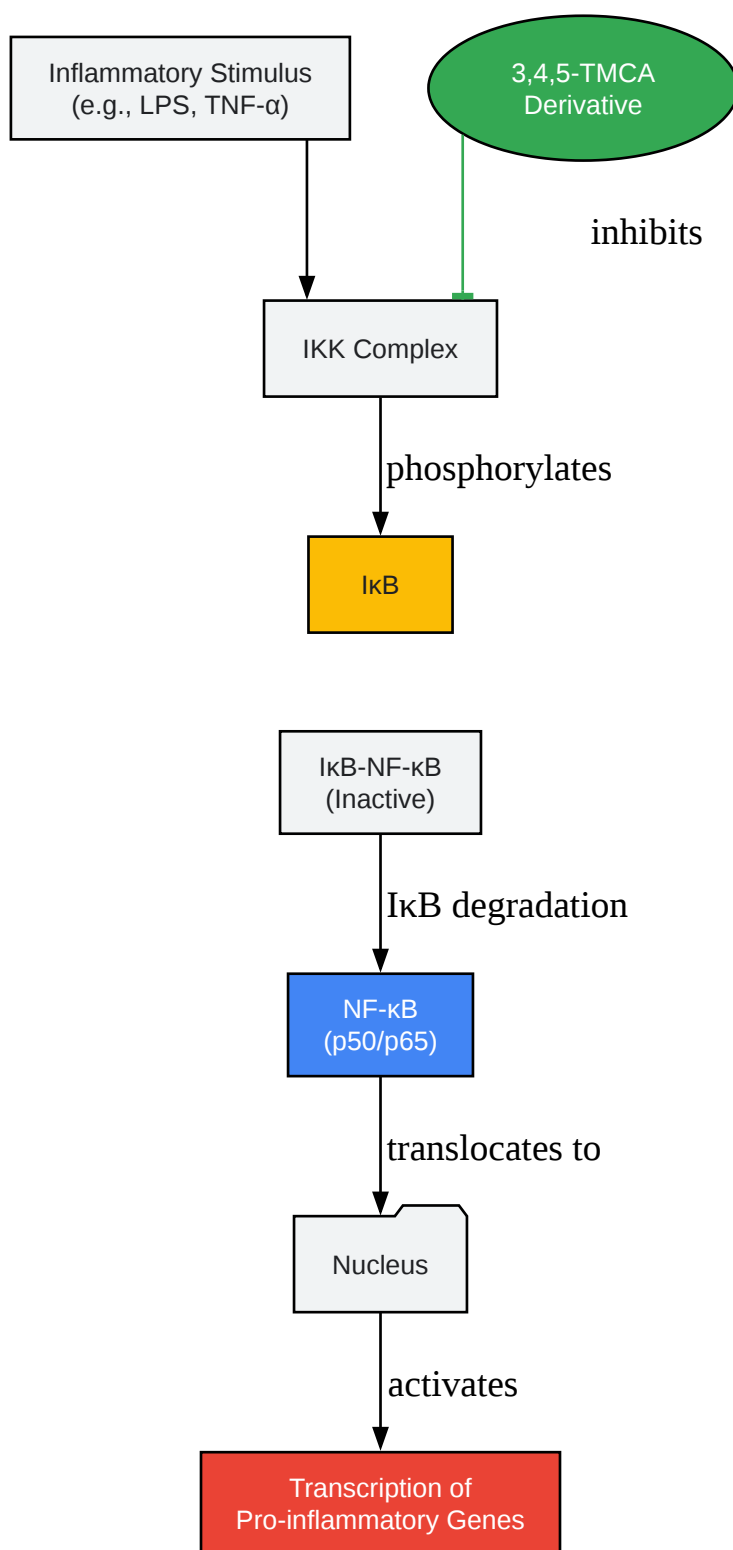 Inflammatory Stimulus
(e.g., LPS, TNF-α)
3,4,5-TMCA
Derivative
inhibits
IKK Complex
phosphorylates
IκB
IκB-NF-κB
(Inactive)
IκB degradation
NF-κB
(p50/p65)
translocates to
Nucleus
activates
Transcription of
Pro-inflammatory Genes